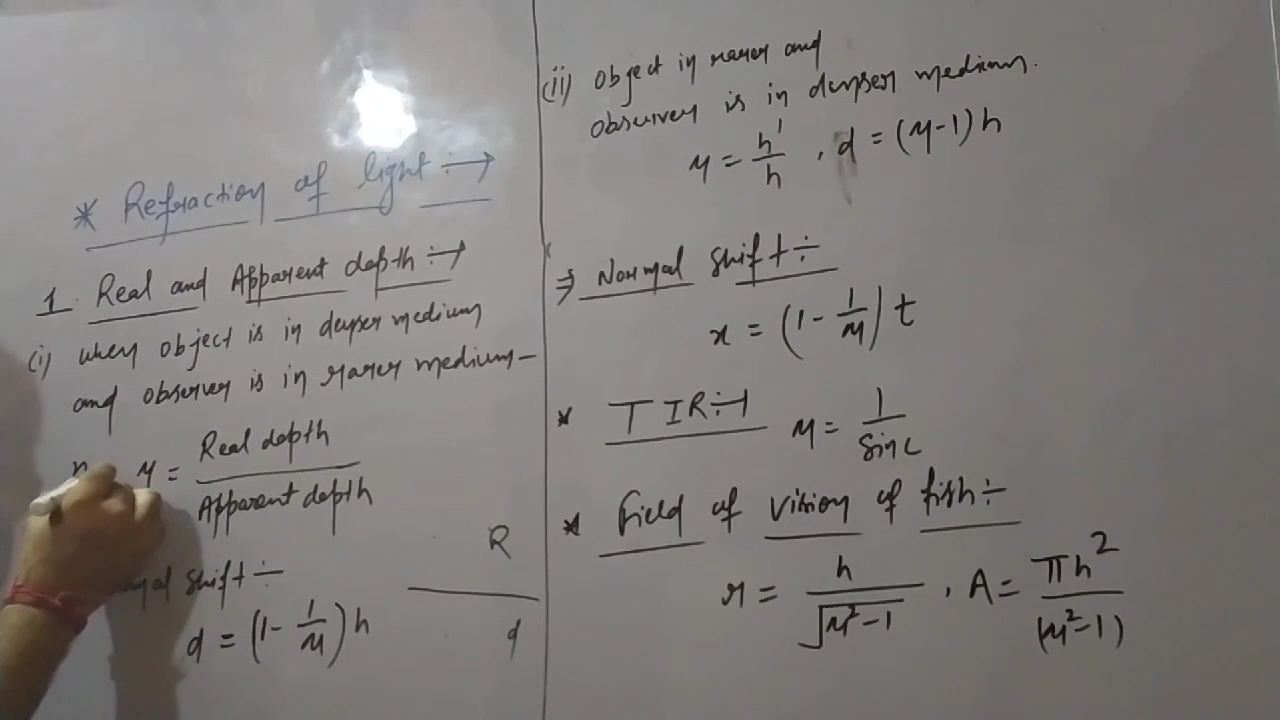 * Refraction of light :→
1. Real and Apparent depth :→
(i) when object is in denser medium
and observer is in rarer medium -
μ = Real depth / Apparent depth
shift ÷
d = (1 - 1/μ) h
R
d
(ii) object in rarer and
observer is in denser medium.
μ = h'/h , d = (μ-1) h
⇒ Normal shift ÷
x = (1 - 1/μ) t
* TIR ÷→ μ = 1/sin c
* Field of vision of fish ÷
r = h/√(μ²-1) , A = πh²/(μ²-1)